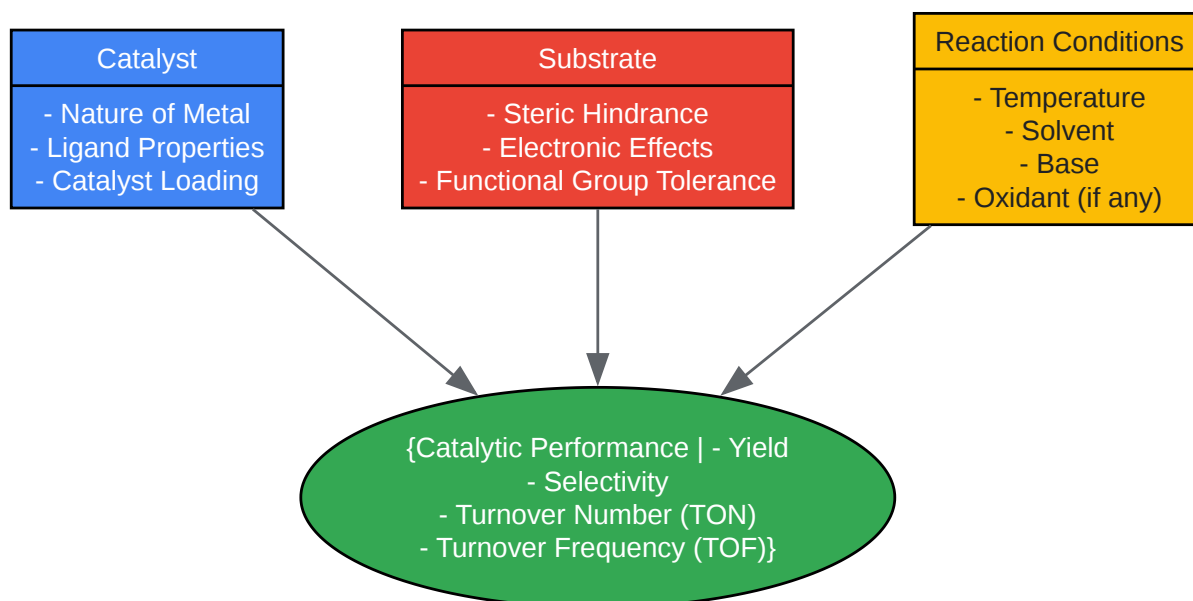 Catalyst
- Nature of Metal
- Ligand Properties
- Catalyst Loading
Substrate
- Steric Hindrance
- Electronic Effects
- Functional Group Tolerance
Reaction Conditions
- Temperature
- Solvent
- Base
- Oxidant (if any)
{Catalytic Performance | - Yield
- Selectivity
- Turnover Number (TON)
- Turnover Frequency (TOF)}